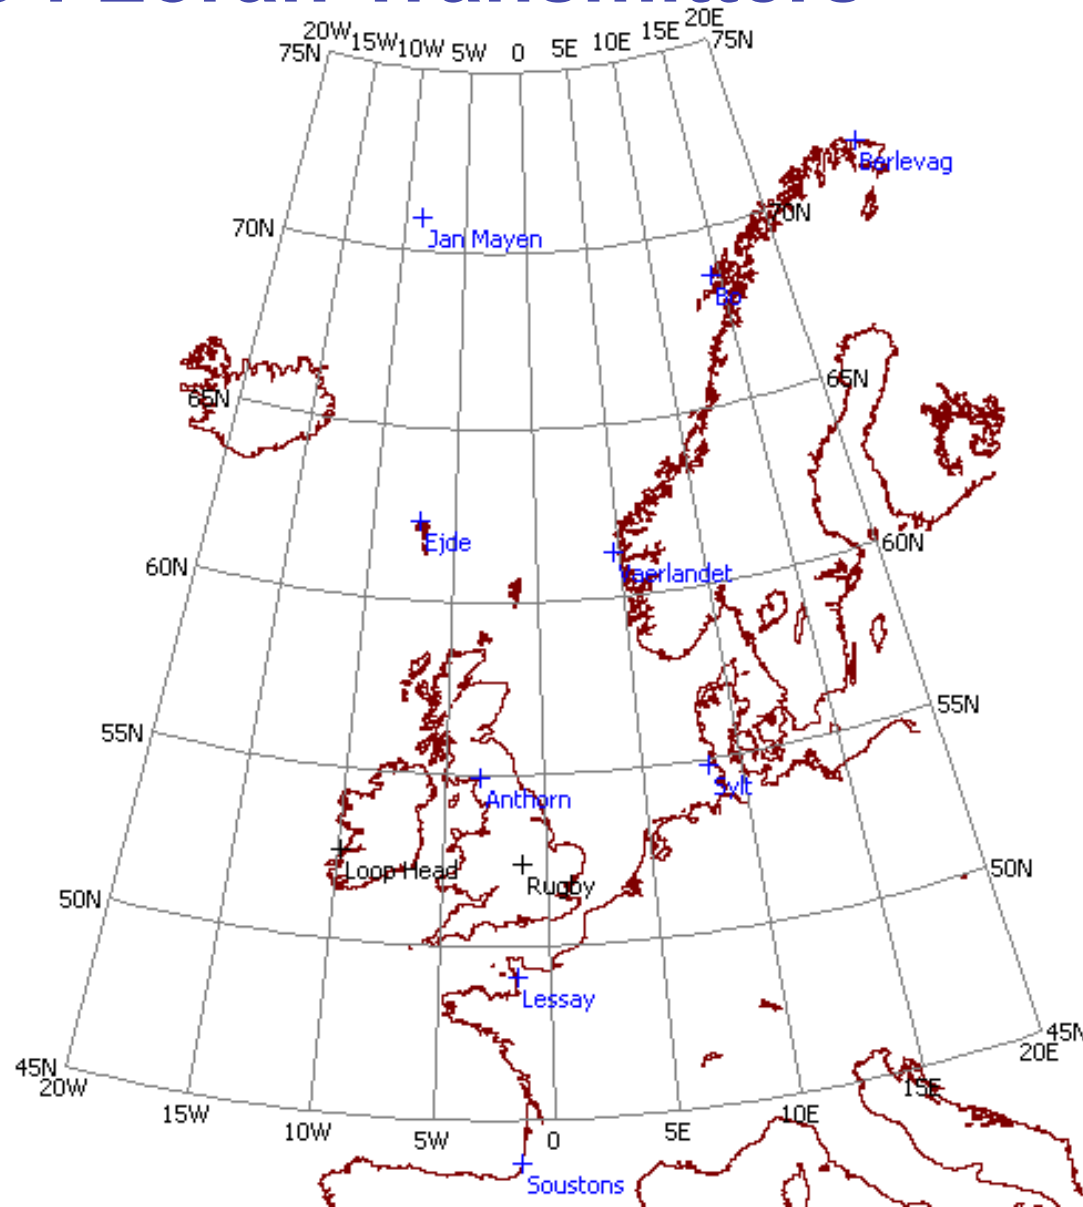 Loran Transmitters
20W 15W 10W 5W 0 5E 10E 15E 20E
75N 75N
Berlevag
70N 70N
Jan Mayen
Bo
65N 65N
Ejde
60N 60N
Vaerlandet
55N 55N
Sylt
Anthorn
Loop Head
Rugby
50N 50N
Lessay
45N 45N
20W 15W 10W 5W 0 5E 10E 15E 20E
Soustons